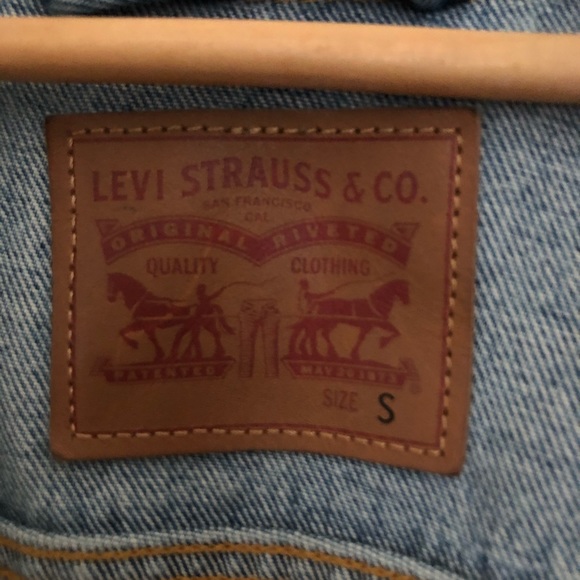 LEVI STRAUSS & CO.
SAN FRANCISCO
CAL
ORIGINAL RIVETED
QUALITY CLOTHING
PATENTED MAY 20 1873
SIZE S